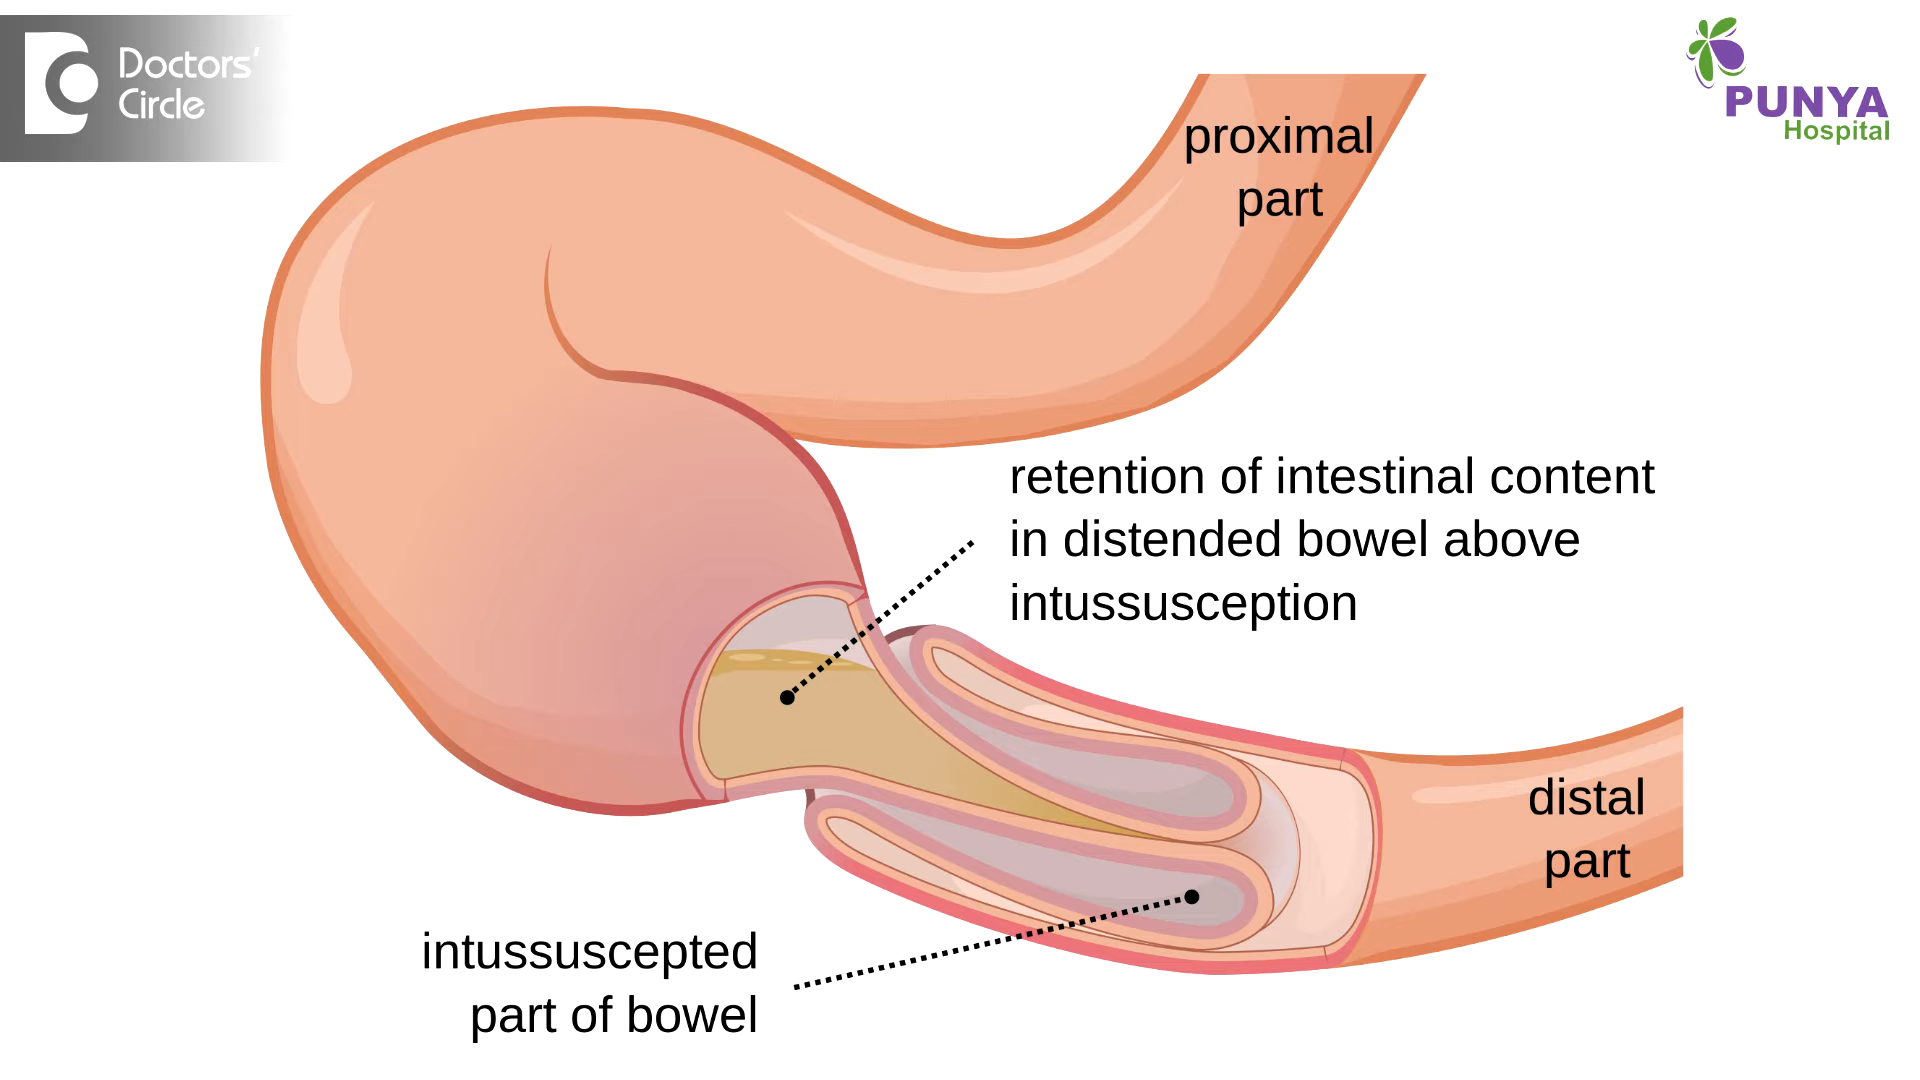 Doctors'
Circle
PUNYA
Hospital
proximal
part
retention of intestinal content
in distended bowel above
intussusception
distal
part
intussuscepted
part of bowel